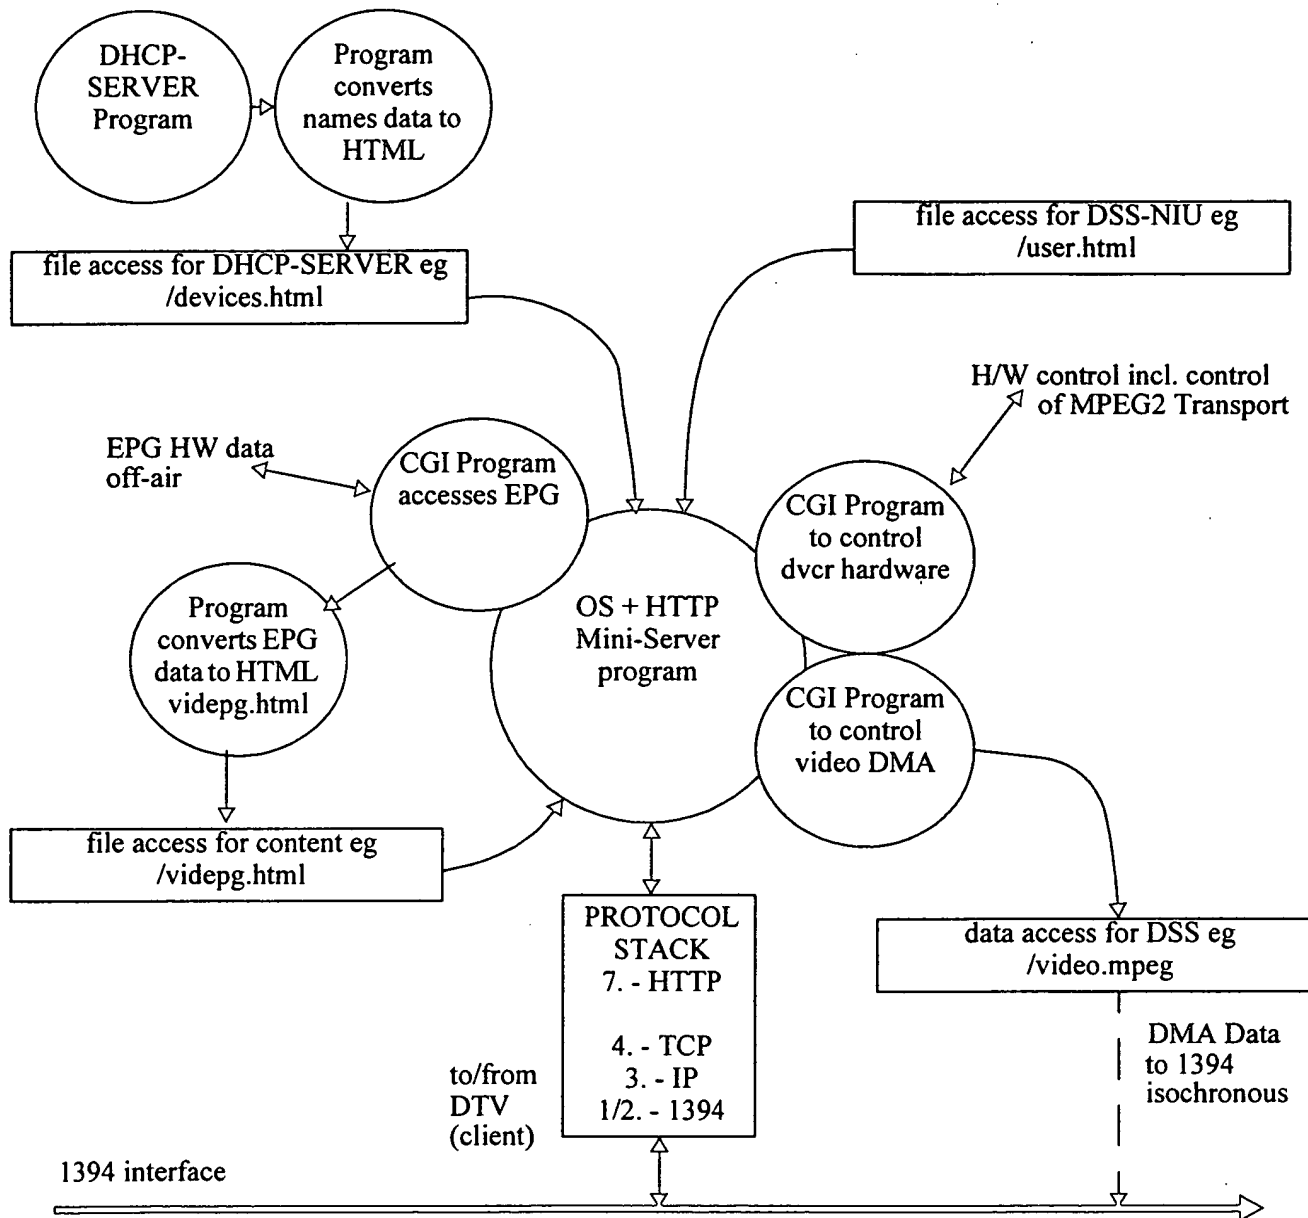 DHCP-
SERVER
Program
Program
converts
names data to
HTML
file access for DHCP-SERVER eg
/devices.html
file access for DSS-NIU eg
/user.html
H/W control incl. control
of MPEG2 Transport
EPG HW data
off-air
CGI Program
accesses EPG
CGI Program
to control
dvcr hardware
Program
converts EPG
data to HTML
videpg.html
OS + HTTP
Mini-Server
program
CGI Program
to control
video DMA
file access for content eg
/videpg.html
PROTOCOL
STACK
7. - HTTP
4. - TCP
3. - IP
1/2. - 1394
data access for DSS eg
/video.mpeg
to/from
DTV
(client)
DMA Data
to 1394
isochronous
1394 interface